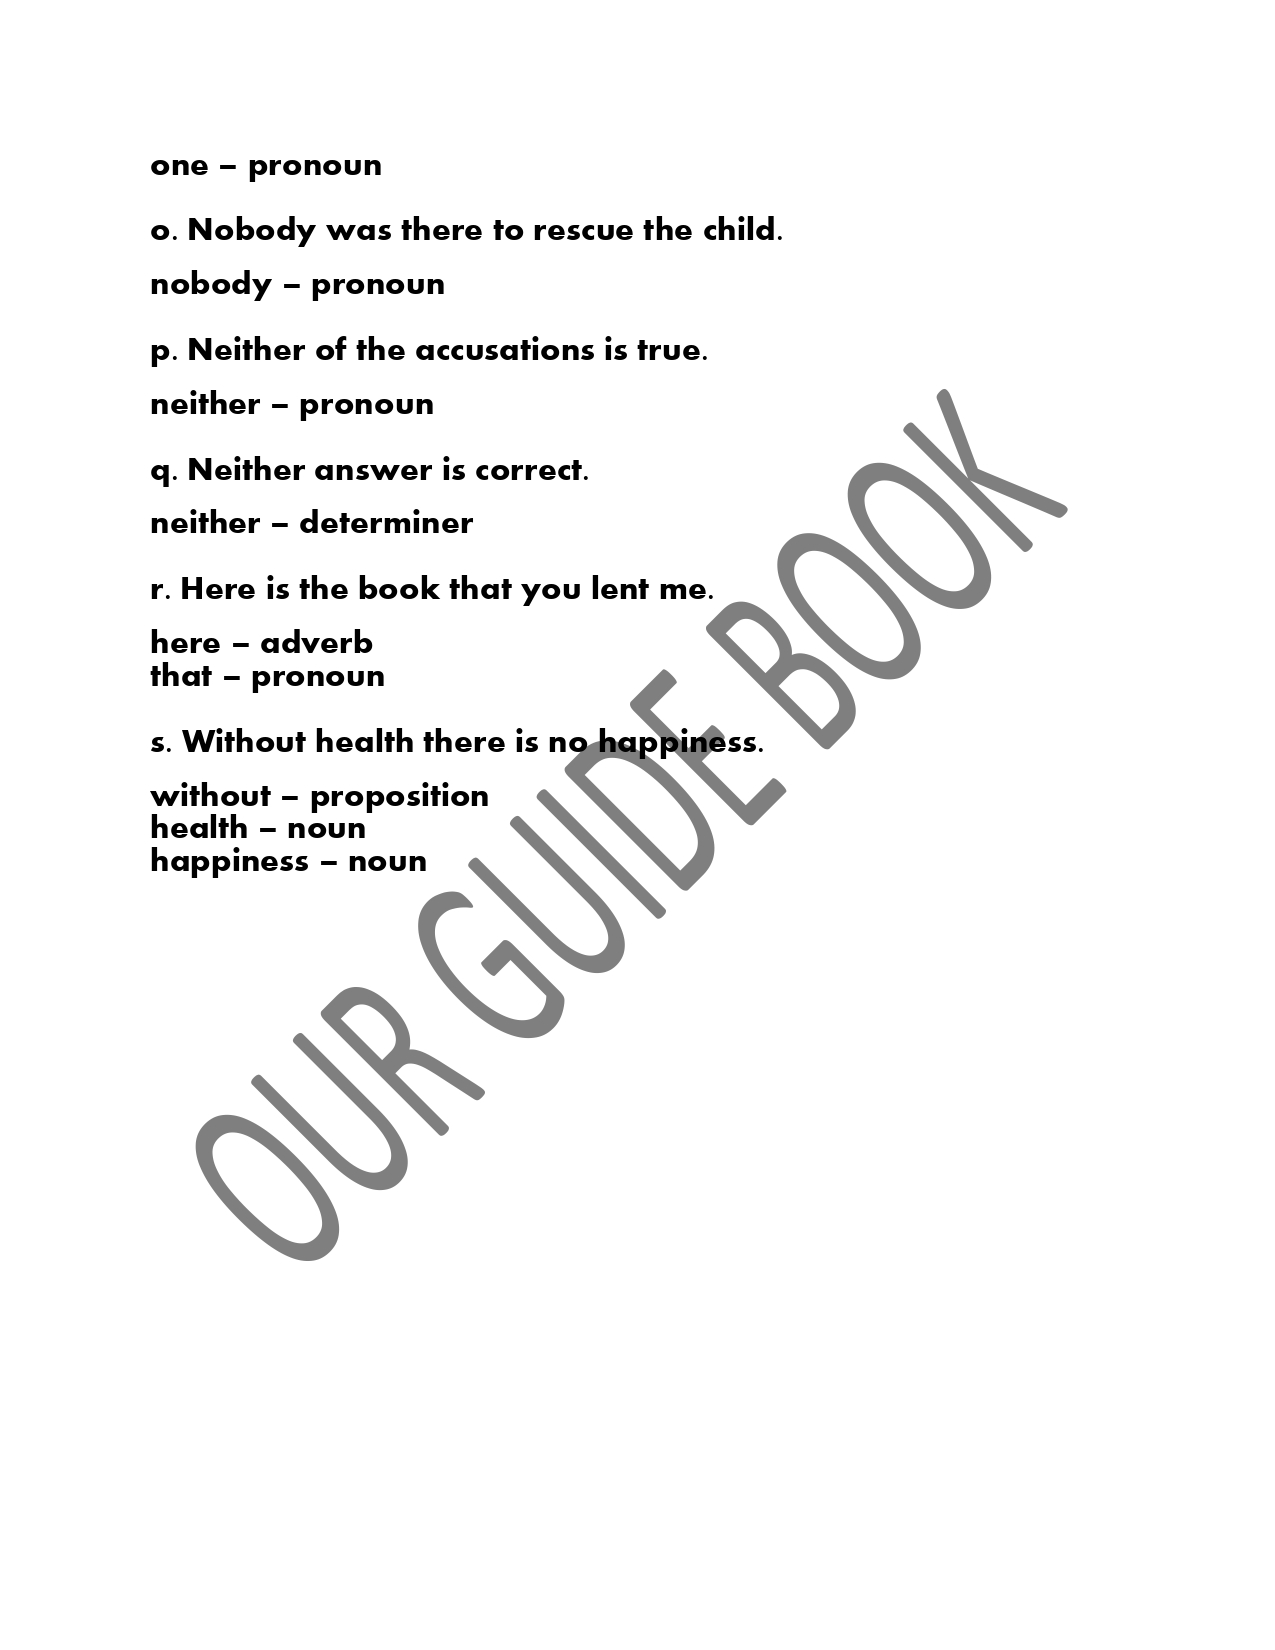 one – pronoun
o. Nobody was there to rescue the child.
nobody – pronoun
p. Neither of the accusations is true.
neither – pronoun
q. Neither answer is correct.
neither – determiner
r. Here is the book that you lent me.
here – adverb
that – pronoun
s. Without health there is no happiness.
without – proposition
health – noun
happiness – noun
OUR GUIDE BOOK